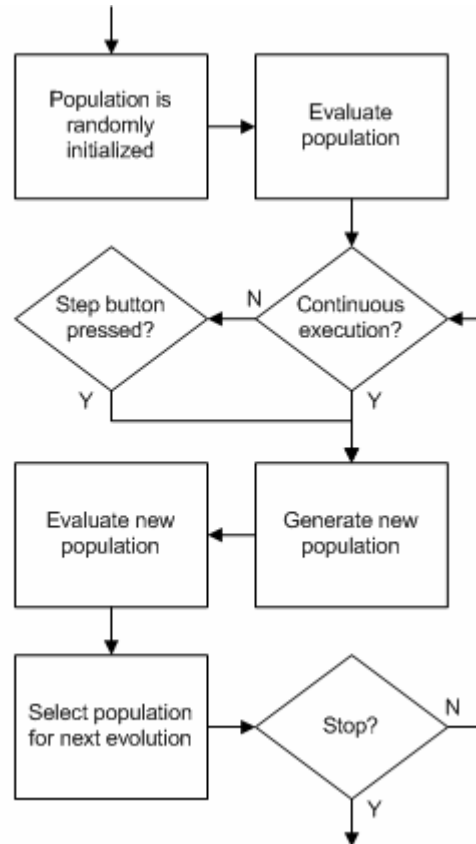 Population is
randomly
initialized
Evaluate
population
Step button
pressed?
N
Continuous
execution?
Y
Y
Evaluate new
population
Generate new
population
Select population
for next evolution
Stop?
N
Y